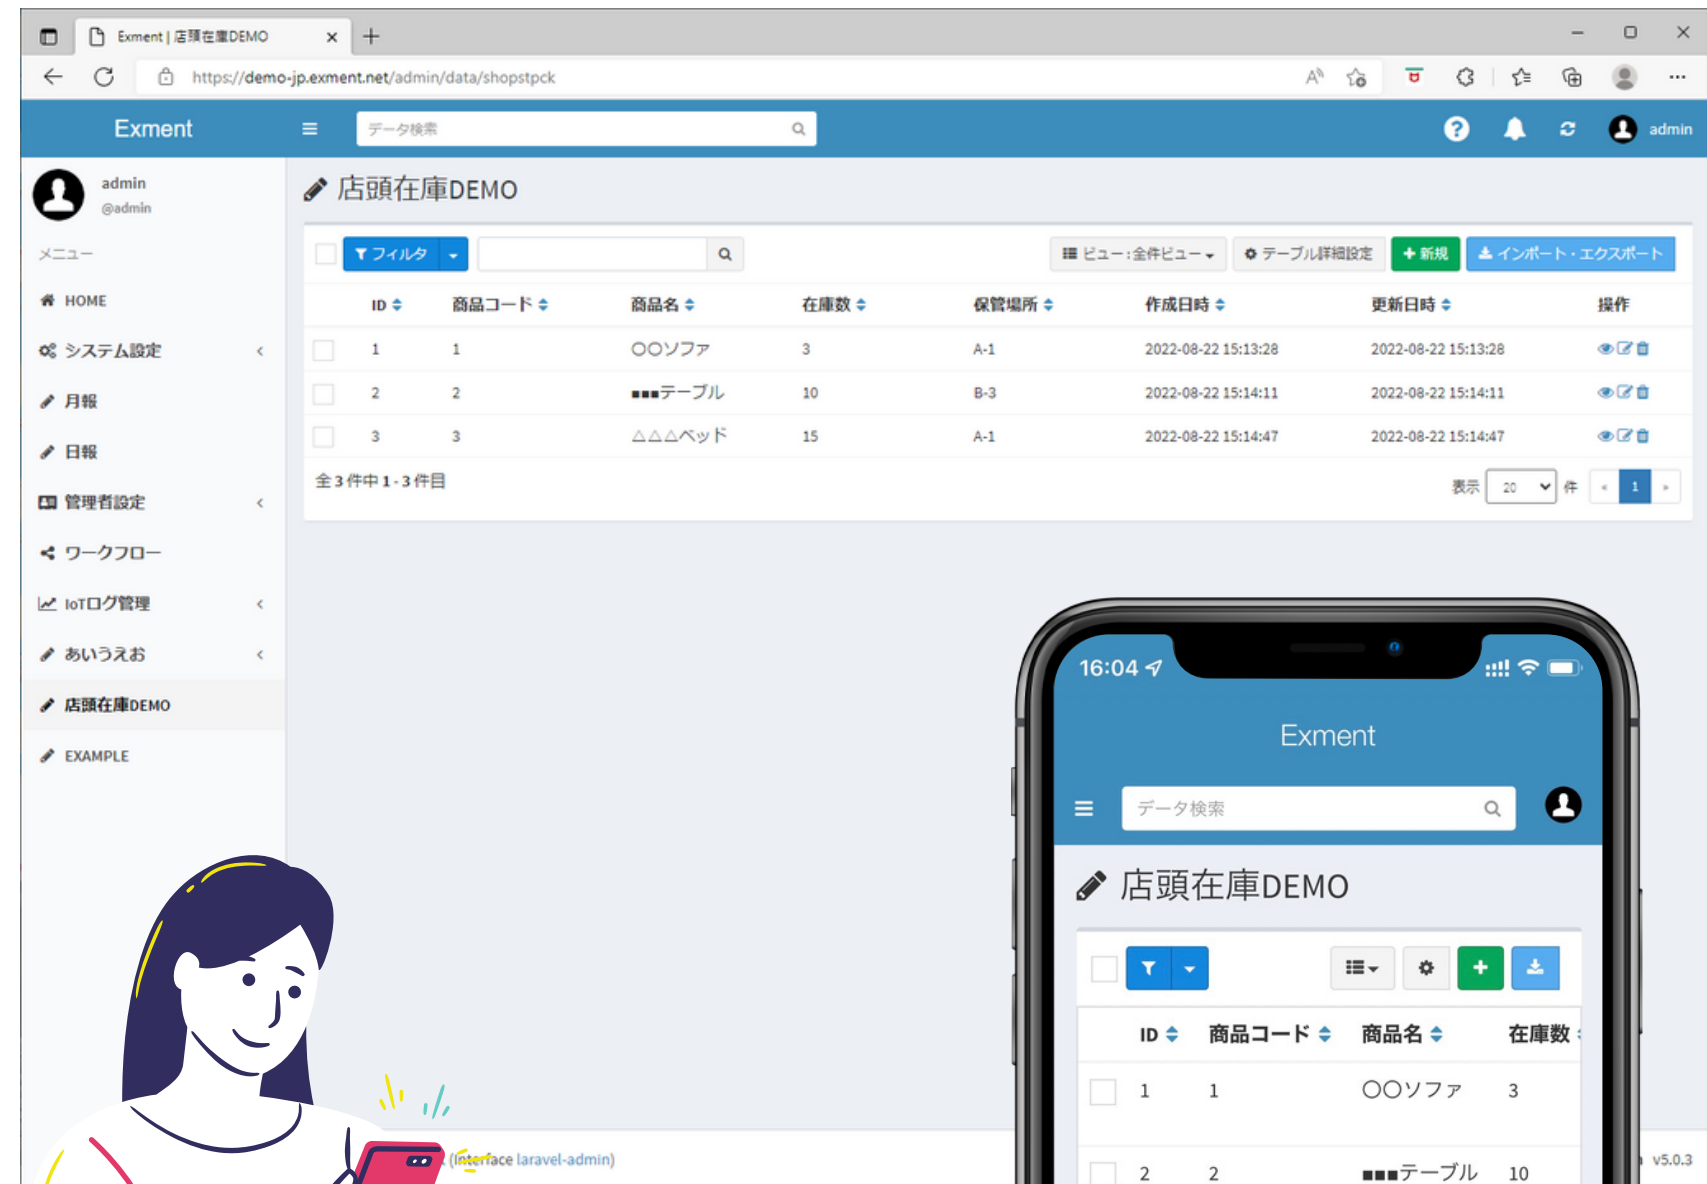 Exment | 店頭在庫DEMO
https://demo-jp.exment.net/admin/data/shopstpck
Exment
データ検索
admin
admin
@admin
メニュー
HOME
システム設定
月報
日報
管理者設定
ワークフロー
IoTログ管理
あいうえお
店頭在庫DEMO
EXAMPLE
店頭在庫DEMO
フィルタ ビュー:全件ビュー テーブル詳細設定 新規 インポート・エクスポート
ID 商品コード 商品名 在庫数 保管場所 作成日時 更新日時 操作
1 1 〇〇ソファ 3 A-1 2022-08-22 15:13:28 2022-08-22 15:13:28
2 2 ■■■テーブル 10 B-3 2022-08-22 15:14:11 2022-08-22 15:14:11
3 3 △△△ベッド 15 A-1 2022-08-22 15:14:47 2022-08-22 15:14:47
全 3 件中 1 - 3 件目
表示 20 件 « 1 »
16:04
Exment
データ検索
店頭在庫DEMO
ID 商品コード 商品名 在庫数
1 1 〇〇ソファ 3
2 2 ■■■テーブル 10
(Interface laravel-admin)
v5.0.3